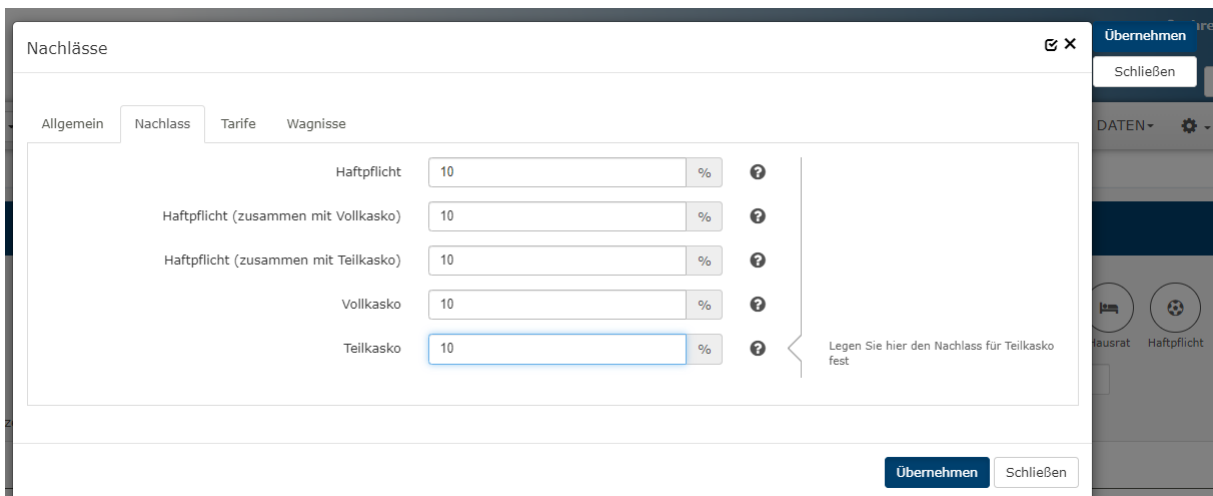 Nachlässe
Übernehmen
Schließen
Allgemein Nachlass Tarife Wagnisse
DATEN
Haftpflicht 10 %
Haftpflicht (zusammen mit Vollkasko) 10 %
Haftpflicht (zusammen mit Teilkasko) 10 %
Vollkasko 10 %
Teilkasko 10 %
Legen Sie hier den Nachlass für Teilkasko
fest
Hausrat Haftpflicht
Übernehmen Schließen